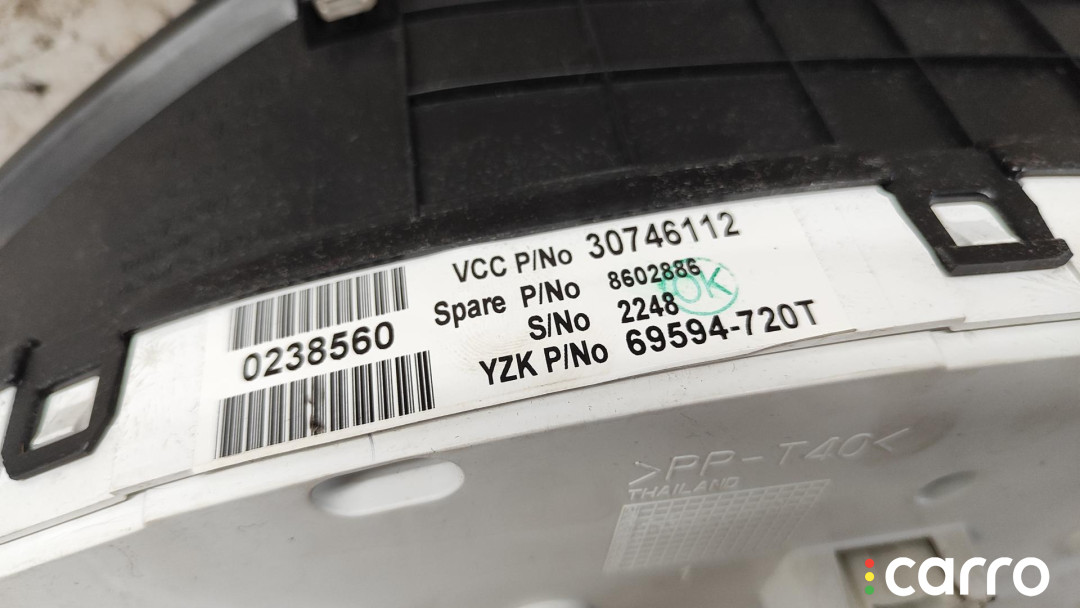 VCC P/No 30746112
Spare P/No 8602886
OK
S/No 2248
YZK P/No 69594-720T
0238560
>PP-T40<
THAILAND
carro